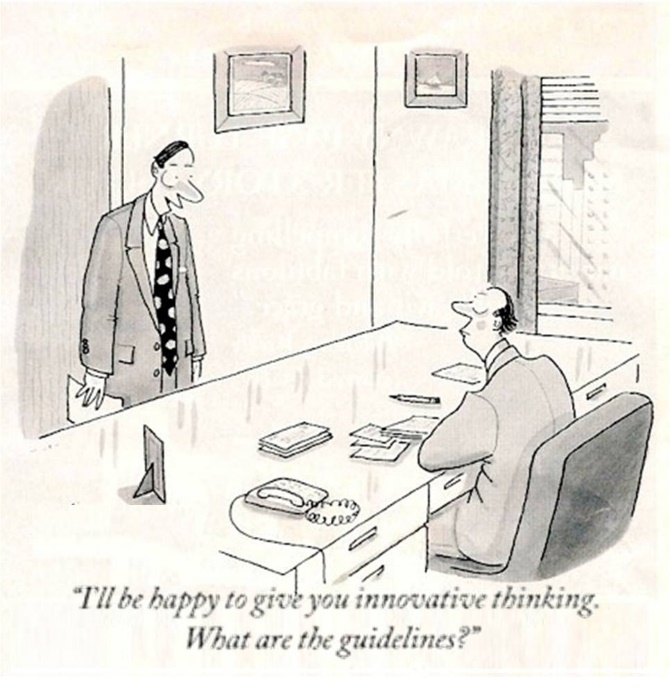 “I'll be happy to give you innovative thinking.
What are the guidelines?”